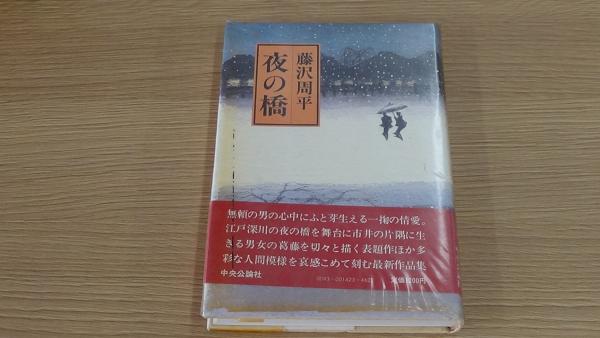 藤沢周平
夜の橋
無頼の男の心中にふと芽生える一掬の情愛。
江戸深川の夜の橋を舞台に市井の片隅に生
きる男女の葛藤を切々と描く表題作ほか多
彩な人間模様を哀感こめて刻む最新作品集
中央公論社